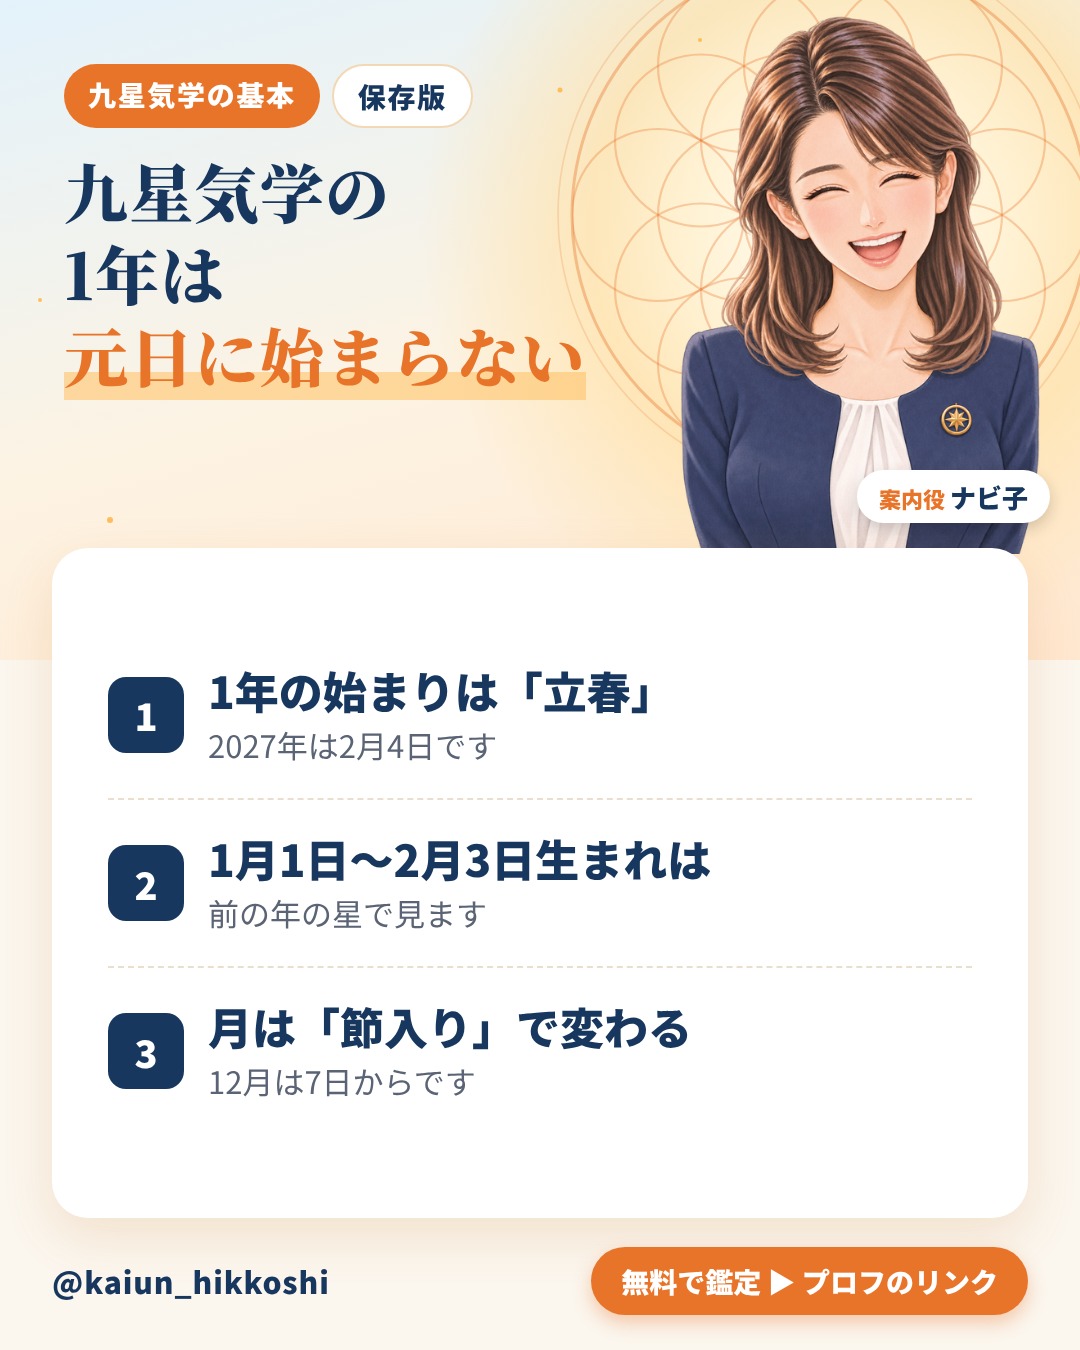 九星気学の基本
保存版
九星気学の
1年は
元日に始まらない
案内役 ナビ子
1
1年の始まりは「立春」
2027年は2月4日です
2
1月1日〜2月3日生まれは
前の年の星で見ます
3
月は「節入り」で変わる
12月は7日からです
@kaiun_hikkoshi
無料で鑑定 ▶ プロフのリンク